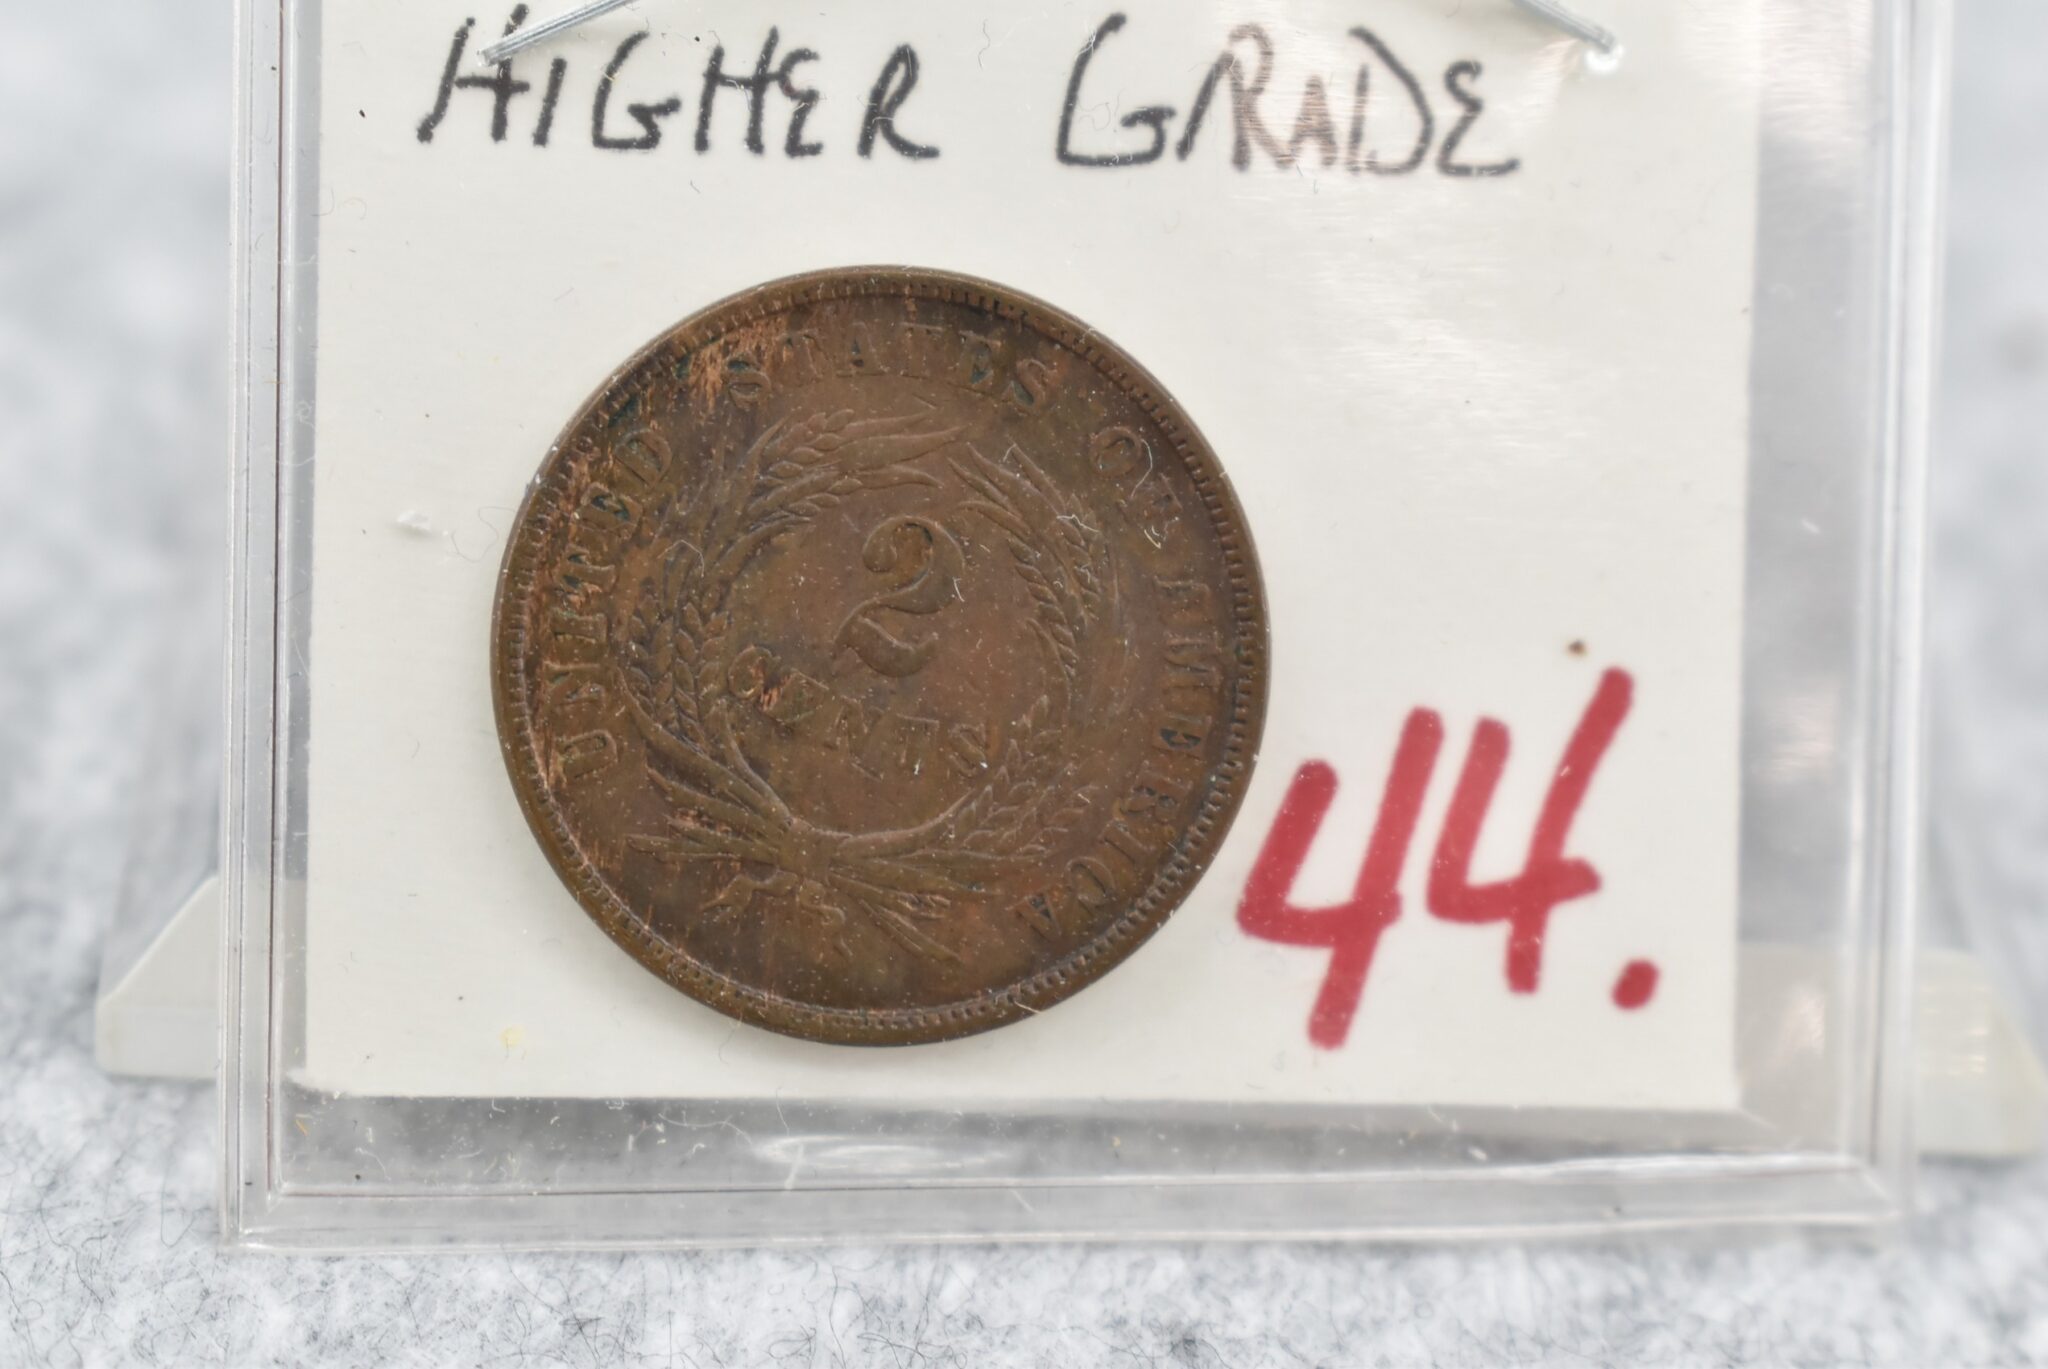 HIGHER GRADE
UNITED STATES OF AMERICA
2
CENTS
44.